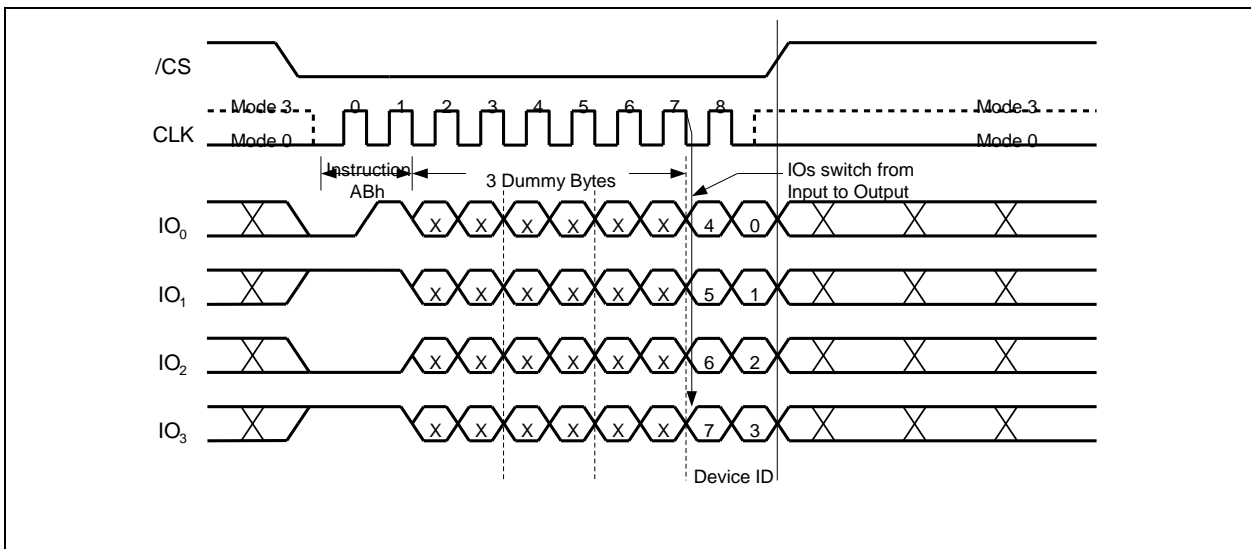 /CS
Mode 3 0 1 2 3 4 5 6 7 8 Mode 3
CLK
Mode 0 Mode 0
Instruction
ABh
3 Dummy Bytes
IOs switch from
Input to Output
IO0 X X X X X X 4 0
IO1 X X X X X X 5 1
IO2 X X X X X X 6 2
IO3 X X X X X X 7 3
Device ID